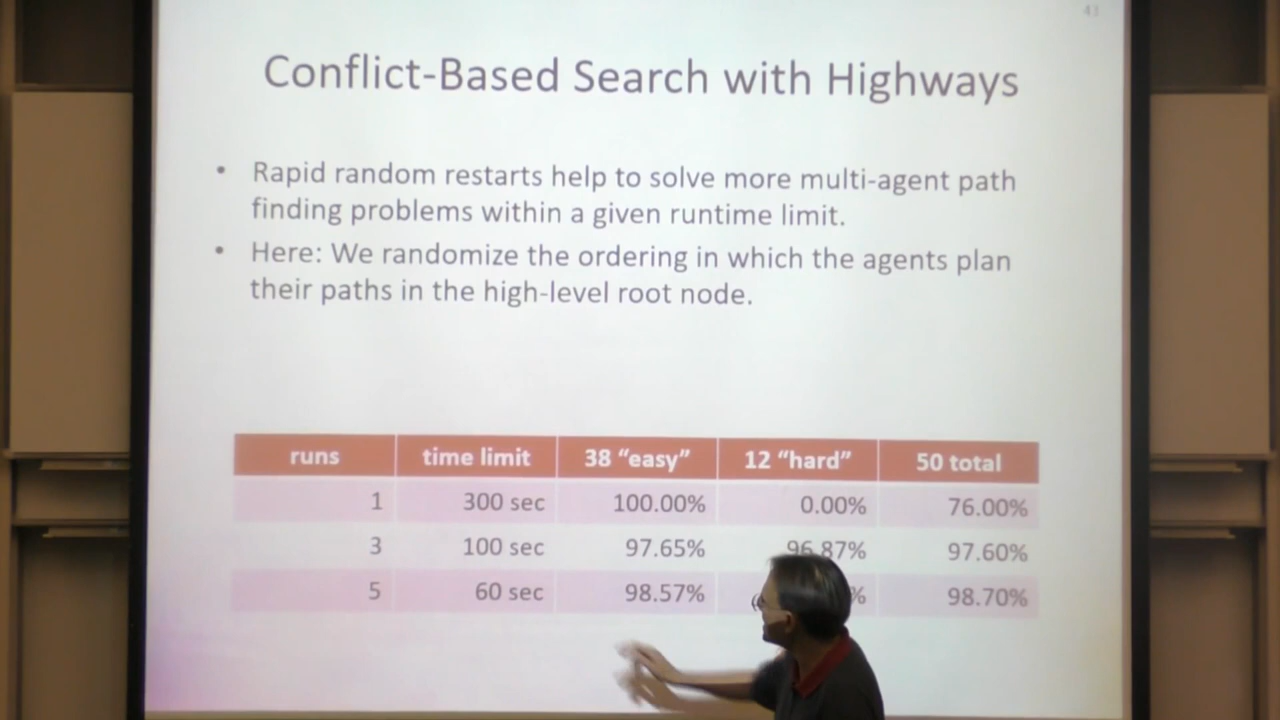 43
Conflict-Based Search with Highways
• Rapid random restarts help to solve more multi-agent path
finding problems within a given runtime limit.
• Here: We randomize the ordering in which the agents plan
their paths in the high-level root node.
runs time limit 38 “easy” 12 “hard” 50 total
1 300 sec 100.00% 0.00% 76.00%
3 100 sec 97.65% 96.87% 97.60%
5 60 sec 98.57% % 98.70%